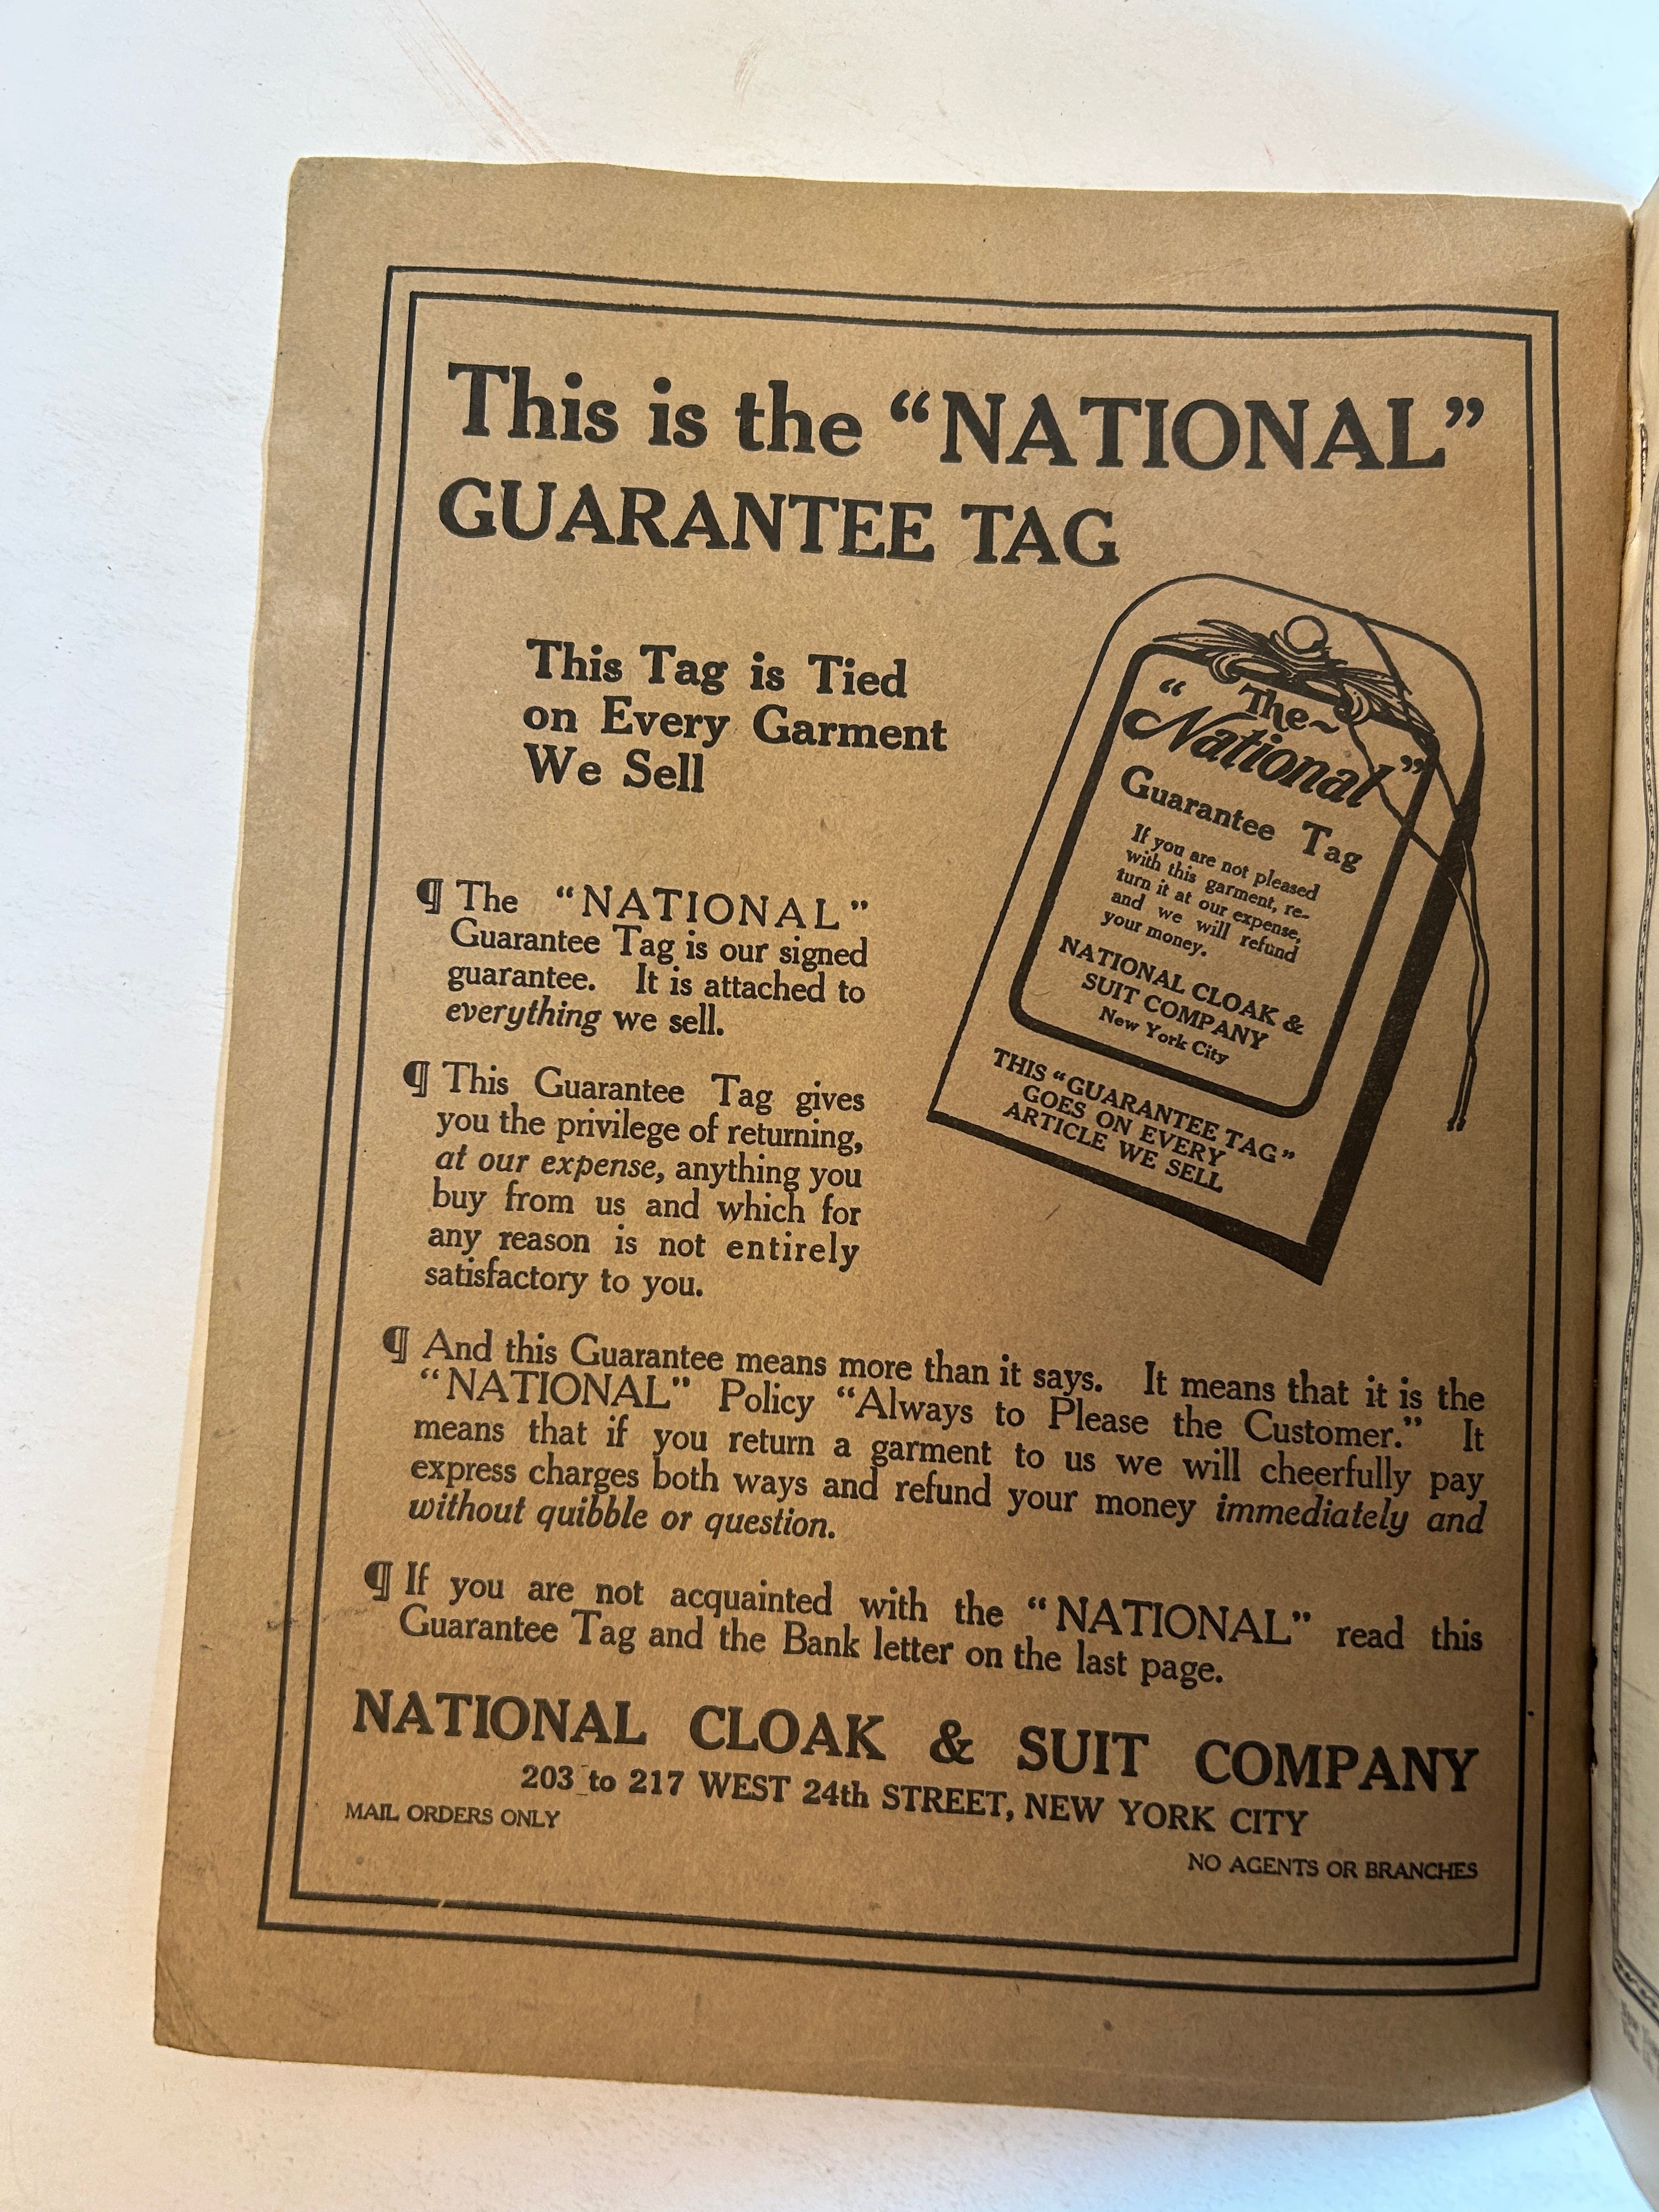 This is the “NATIONAL”
GUARANTEE TAG
This Tag is Tied
on Every Garment
We Sell
¶ The “NATIONAL”
Guarantee Tag is our signed
guarantee. It is attached to
everything we sell.
¶ This Guarantee Tag gives
you the privilege of returning,
at our expense, anything you
buy from us and which for
any reason is not entirely
satisfactory to you.
“The
National”
Guarantee Tag
If you are not pleased
with this garment, re-
turn it at our expense,
and we will refund
your money.
NATIONAL CLOAK &
SUIT COMPANY
New York City
THIS “GUARANTEE TAG”
GOES ON EVERY
ARTICLE WE SELL
¶ And this Guarantee means more than it says. It means that it is the
“NATIONAL” Policy “Always to Please the Customer.” It
means that if you return a garment to us we will cheerfully pay
express charges both ways and refund your money immediately and
without quibble or question.
¶ If you are not acquainted with the “NATIONAL” read this
Guarantee Tag and the Bank letter on the last page.
NATIONAL CLOAK & SUIT COMPANY
203 to 217 WEST 24th STREET, NEW YORK CITY
MAIL ORDERS ONLY
NO AGENTS OR BRANCHES